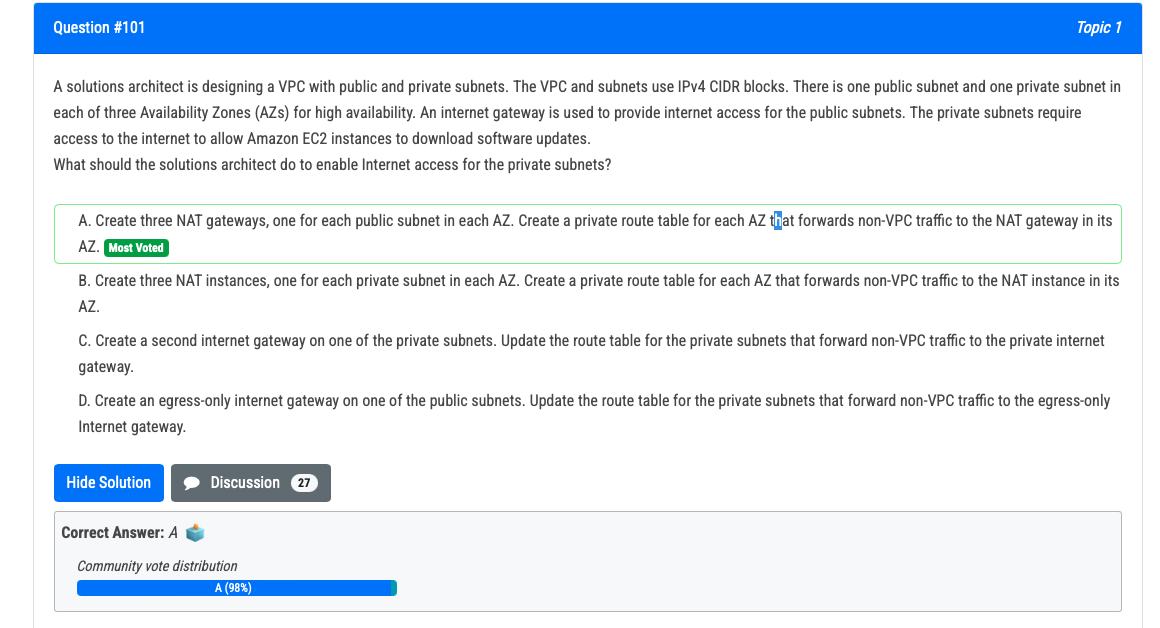 Question #101
Topic 1
A solutions architect is designing a VPC with public and private subnets. The VPC and subnets use IPv4 CIDR blocks. There is one public subnet and one private subnet in
each of three Availability Zones (AZs) for high availability. An internet gateway is used to provide internet access for the public subnets. The private subnets require
access to the internet to allow Amazon EC2 instances to download software updates.
What should the solutions architect do to enable Internet access for the private subnets?
A. Create three NAT gateways, one for each public subnet in each AZ. Create a private route table for each AZ that forwards non-VPC traffic to the NAT gateway in its
AZ. Most Voted
B. Create three NAT instances, one for each private subnet in each AZ. Create a private route table for each AZ that forwards non-VPC traffic to the NAT instance in its
AZ.
C. Create a second internet gateway on one of the private subnets. Update the route table for the private subnets that forward non-VPC traffic to the private internet
gateway.
D. Create an egress-only internet gateway on one of the public subnets. Update the route table for the private subnets that forward non-VPC traffic to the egress-only
Internet gateway.
Hide Solution
Discussion 27
Correct Answer: A
Community vote distribution
A (98%)